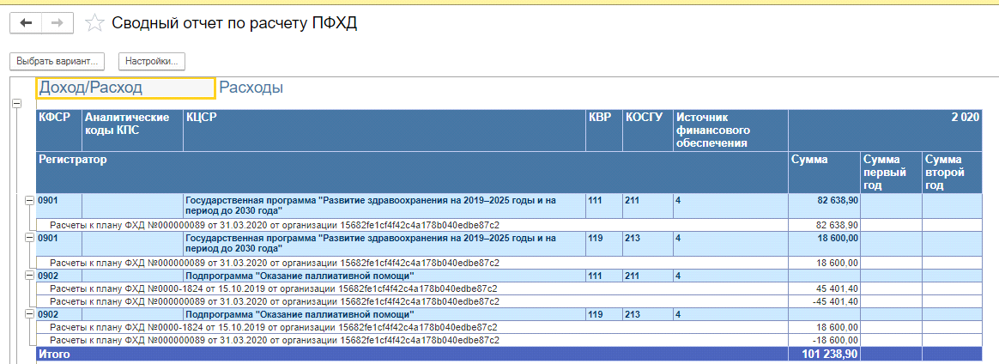 Сводный отчет по расчету ПФХД
Выбрать вариант... Настройки...
Доход/Расход Расходы
КФСР Аналитические коды КПС КЦСР КВР КОСГУ Источник финансового обеспечения 2 020
Регистратор Сумма Сумма первый год Сумма второй год
0901 Государственная программа "Развитие здравоохранения на 2019–2025 годы и на 111 211 4 82 638,90
период до 2030 года"
Расчеты к плану ФХД №000000089 от 31.03.2020 от организации 15682fe1cf4f42c4a178b040edbe87c2 82 638,90
0901 Государственная программа "Развитие здравоохранения на 2019–2025 годы и на 119 213 4 18 600,00
период до 2030 года"
Расчеты к плану ФХД №000000089 от 31.03.2020 от организации 15682fe1cf4f42c4a178b040edbe87c2 18 600,00
0902 Подпрограмма "Оказание паллиативной помощи" 111 211 4
Расчеты к плану ФХД №0000-1824 от 15.10.2019 от организации 15682fe1cf4f42c4a178b040edbe87c2 45 401,40
Расчеты к плану ФХД №000000089 от 31.03.2020 от организации 15682fe1cf4f42c4a178b040edbe87c2 -45 401,40
0902 Подпрограмма "Оказание паллиативной помощи" 119 213 4
Расчеты к плану ФХД №0000-1824 от 15.10.2019 от организации 15682fe1cf4f42c4a178b040edbe87c2 18 600,00
Расчеты к плану ФХД №000000089 от 31.03.2020 от организации 15682fe1cf4f42c4a178b040edbe87c2 -18 600,00
Итого 101 238,90